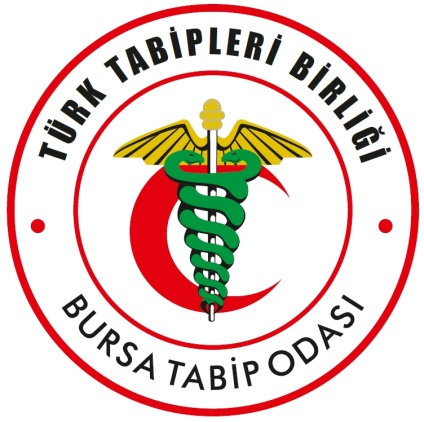 TÜRK TABİPLERİ BİRLİĞİ
BURSA TABİP ODASI